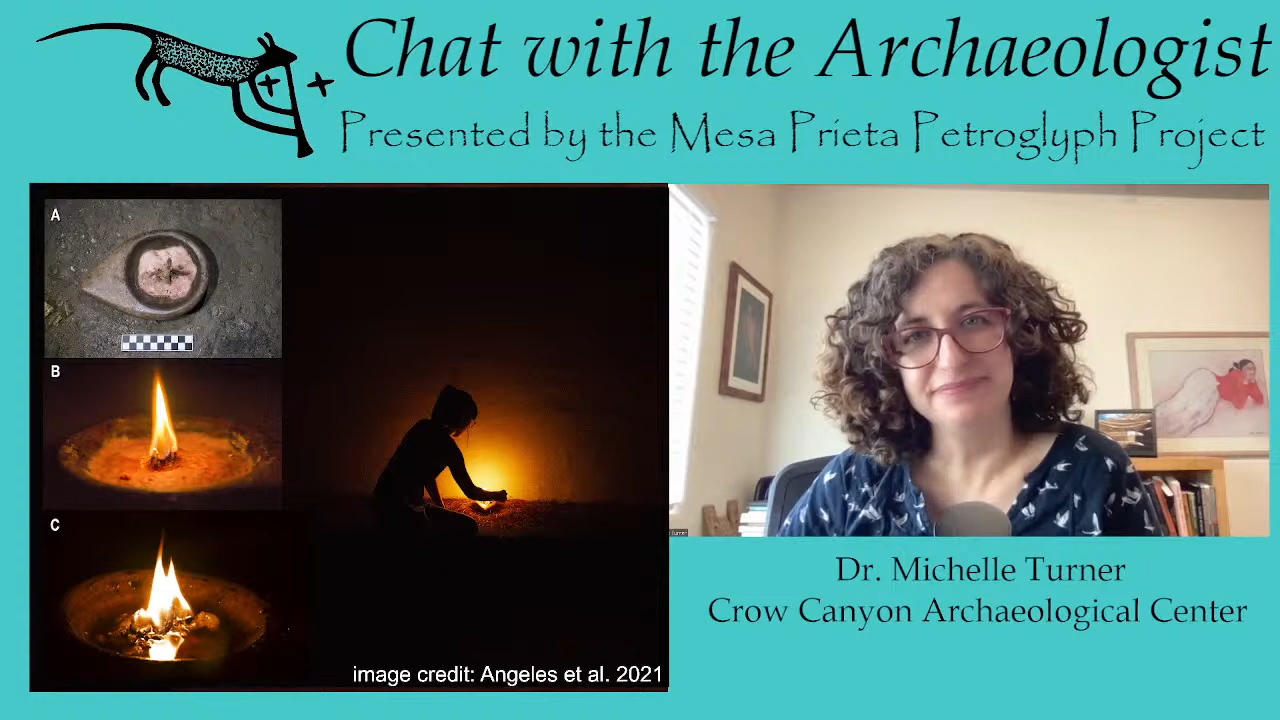 Chat with the Archaeologist
Presented by the Mesa Prieta Petroglyph Project
A
B
C
image credit: Angeles et al. 2021
Dr. Michelle Turner
Crow Canyon Archaeological Center